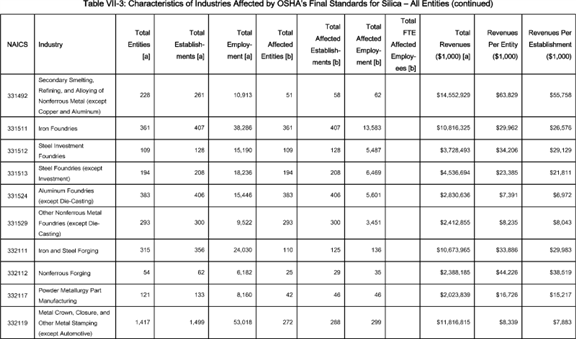 Table VII-3: Characteristics of Industries Affected by OSHA's Final Standards for Silica – All Entities (continued)
NAICS Industry Total Entities [a] Total Establish-ments [a] Total Employ-ment [a] Total Affected Entities [b] Total Affected Establish-ments [b] Total Affected Employ-ment [b] Total FTE Affected Employ-ees [b] Total Revenues ($1,000) [a] Revenues Per Entity ($1,000) Revenues Per Establishment ($1,000)
331492 Secondary Smelting, Refining, and Alloying of Nonferrous Metal (except Copper and Aluminum) 228 261 10,913 51 58 62 $14,552,929 $63,829 $55,758
331511 Iron Foundries 361 407 38,286 361 407 13,583 $10,816,325 $29,962 $26,576
331512 Steel Investment Foundries 109 128 15,190 109 128 5,487 $3,728,493 $34,206 $29,129
331513 Steel Foundries (except Investment) 194 208 18,236 194 208 6,469 $4,536,694 $23,385 $21,811
331524 Aluminum Foundries (except Die-Casting) 383 406 15,446 383 406 5,601 $2,830,636 $7,391 $6,972
331529 Other Nonferrous Metal Foundries (except Die-Casting) 293 300 9,522 293 300 3,451 $2,412,855 $8,235 $8,043
332111 Iron and Steel Forging 315 356 24,030 110 125 136 $10,673,965 $33,886 $29,983
332112 Nonferrous Forging 54 62 6,182 25 29 35 $2,388,185 $44,226 $38,519
332117 Powder Metallurgy Part Manufacturing 121 133 8,160 42 46 46 $2,023,839 $16,726 $15,217
332119 Metal Crown, Closure, and Other Metal Stamping (except Automotive) 1,417 1,499 53,018 272 288 299 $11,816,815 $8,339 $7,883